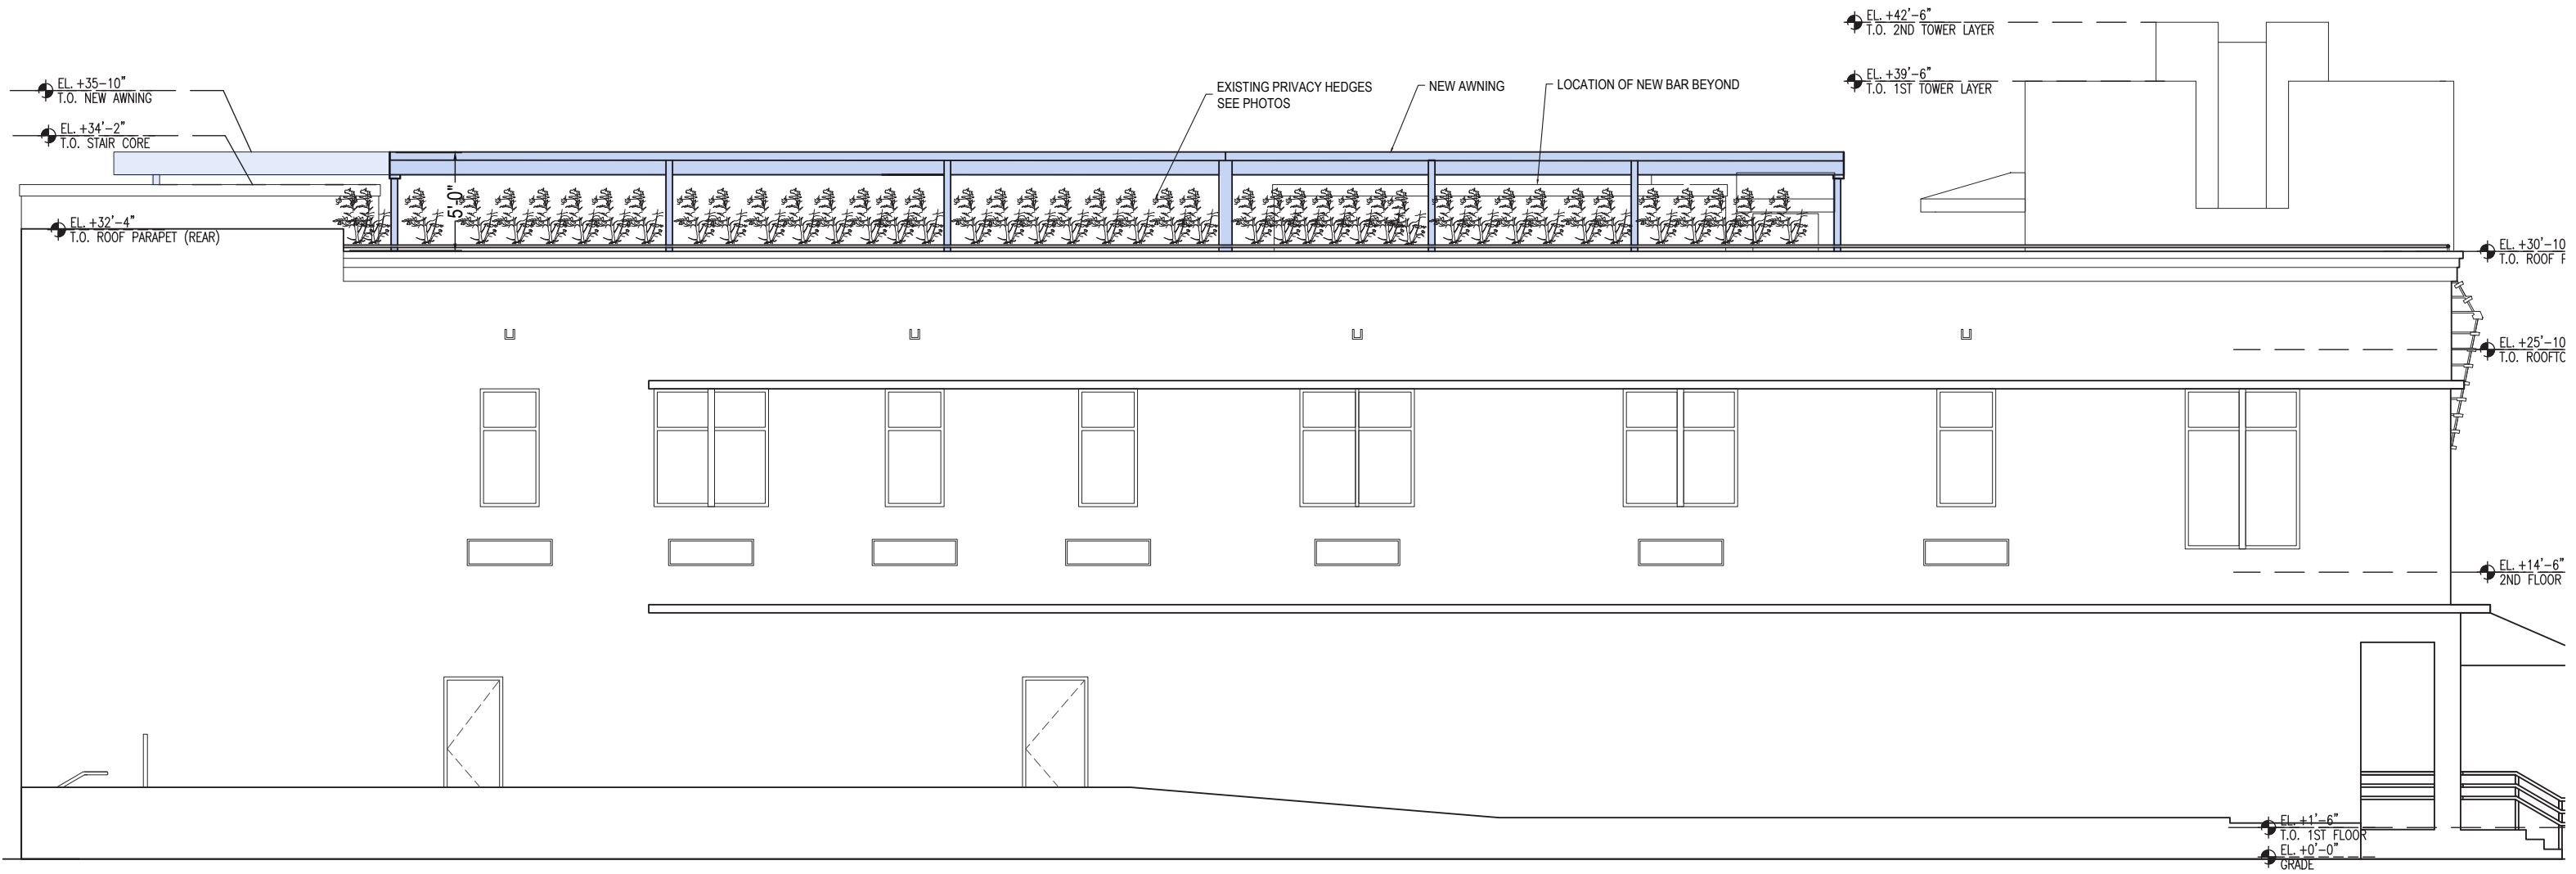 EL. +42'-6"
T.O. 2ND TOWER LAYER
EL. +35-10"
T.O. NEW AWNING
EXISTING PRIVACY HEDGES
SEE PHOTOS
NEW AWNING
LOCATION OF NEW BAR BEYOND
EL. +39'-6"
T.O. 1ST TOWER LAYER
EL. +34'-2"
T.O. STAIR CORE
5'-0"
EL. +32'-4"
T.O. ROOF PARAPET (REAR)
EL. +30'-10
T.O. ROOF
EL. +25'-10
T.O. ROOFTO
EL. +14'-6"
2ND FLOOR
EL. +1'-6"
T.O. 1ST FLOOR
EL. +0'-0"
GRADE